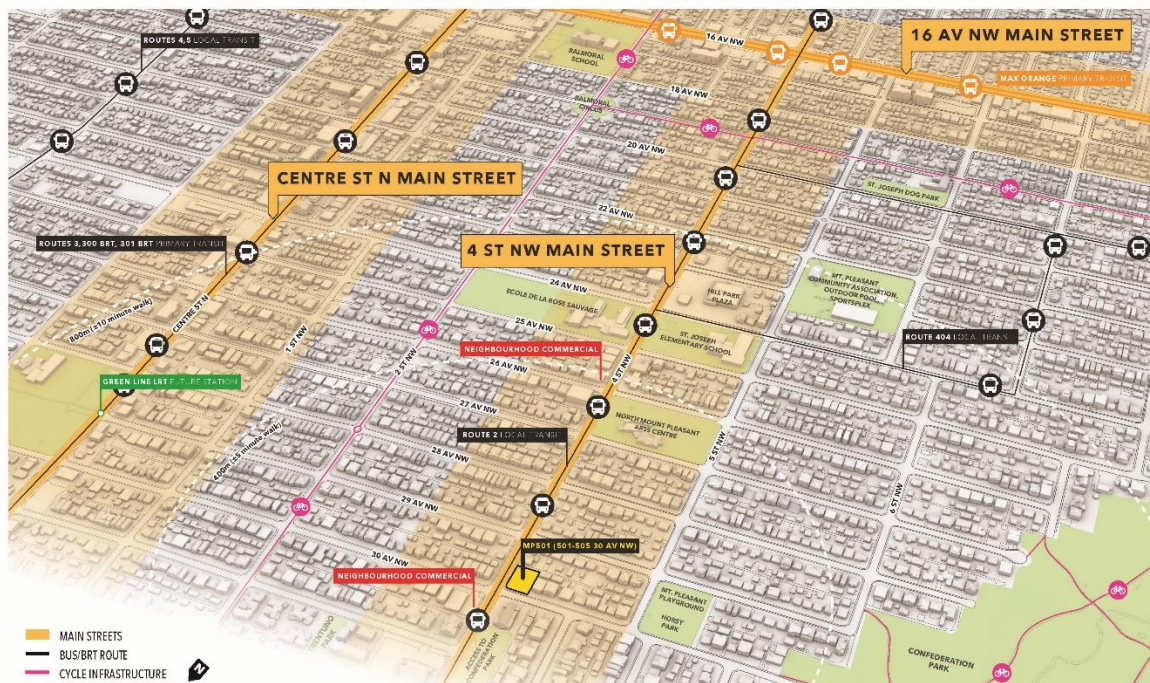 ROUTES 4,5 LOCAL TRANSIT
BALMORAL
SCHOOL
16 AV NW
16 AV NW MAIN STREET
MAX ORANGE PRIMARY TRANSIT
18 AV NW
BALMORAL
CIRCUS
20 AV NW
CENTRE ST N MAIN STREET
ST. JOSEPH DOG PARK
22 AV NW
ROUTES 3,300 BRT, 301 BRT PRIMARY TRANSIT
4 ST NW MAIN STREET
24 AV NW
HILL PARK
PLAZA
MT. PLEASANT
COMMUNITY ASSOCIATION,
OUTDOOR POOL,
SPORTSPLEX
ECOLE DE LA ROSE SAUVAGE
800m (±10 minute walk)
CENTRE ST N
1 ST NW
2 ST NW
25 AV NW
ST. JOSEPH
ELEMENTARY SCHOOL
ROUTE 404 LOCAL TRANS
NEIGHBOURHOOD COMMERCIAL
26 AV NW
4 ST NW
GREEN LINE LRT FUTURE STATION
27 AV NW
NORTH MOUNT PLEASANT
ARTS CENTRE
ROUTE 2 LOCAL TRANSIT
5 ST NW
400m (±5 minute walk)
28 AV NW
29 AV NW
6 ST NW
30 AV NW
MP501 (501-505 30 AV NW)
NEIGHBOURHOOD COMMERCIAL
MT. PLEASANT
PLAYGROUND
HORSY
PARK
PARK
ACCESS TO
CONFEDERATION
PARK
CONFEDERATION
PARK
MAIN STREETS
BUS/BRT ROUTE
CYCLE INFRASTRUCTURE
N